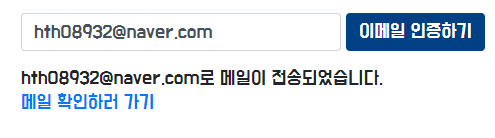 hth08932@naver.com 이메일 인증하기
hth08932@naver.com로 메일이 전송되었습니다.
메일 확인하러 가기